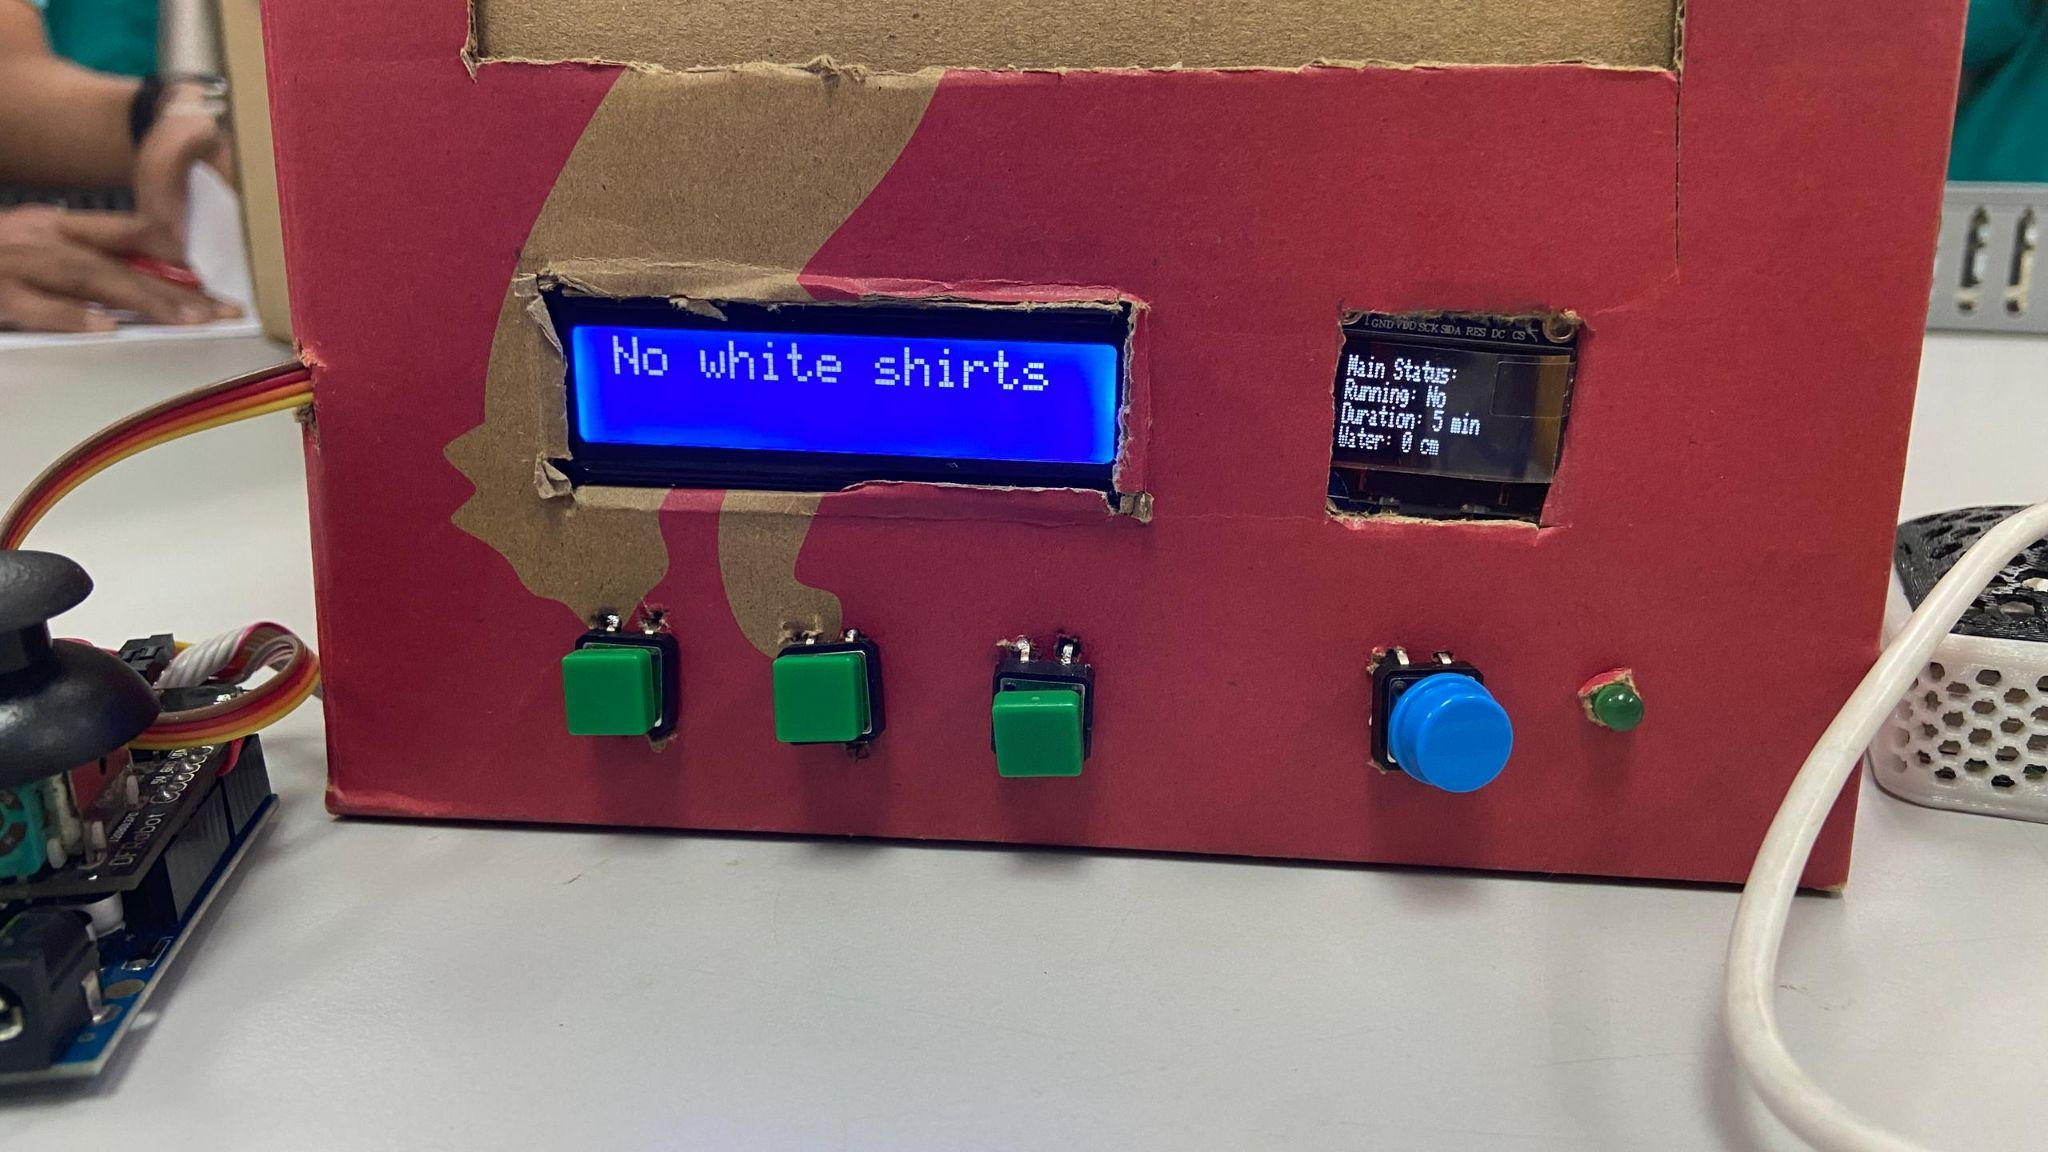 No white shirts
GND VDD SCK SDA RES DC CS
Main Status:
Running: No
Duration: 5 min
Water: 0 cm
DFRobot